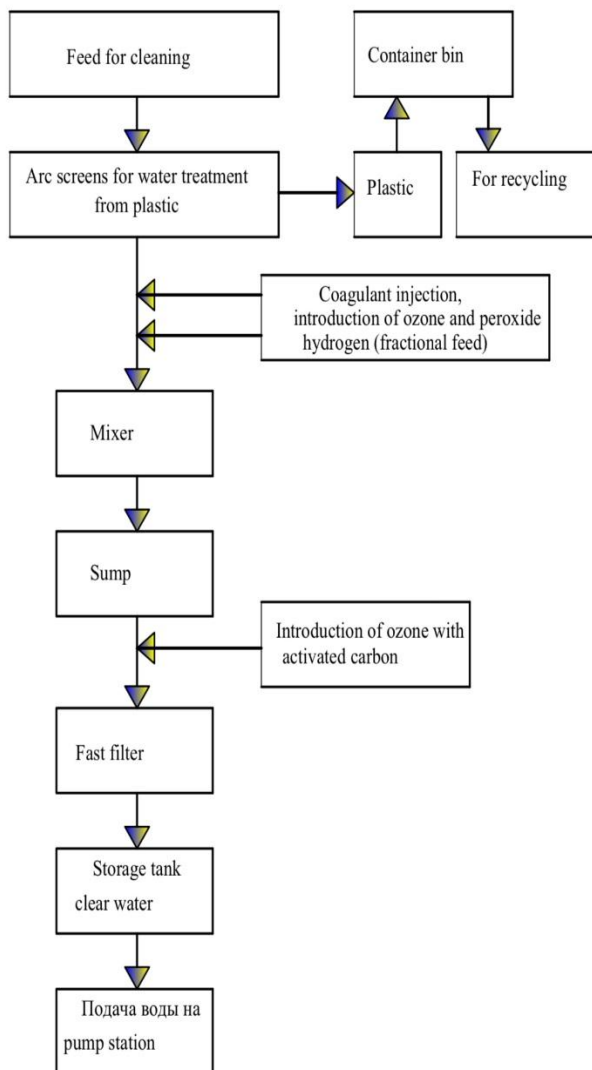 Feed for cleaning
Container bin
Arc screens for water treatment
from plastic
Plastic
For recycling
Coagulant injection,
introduction of ozone and peroxide
hydrogen (fractional feed)
Mixer
Sump
Introduction of ozone with
activated carbon
Fast filter
Storage tank
clear water
Подача воды на
pump station